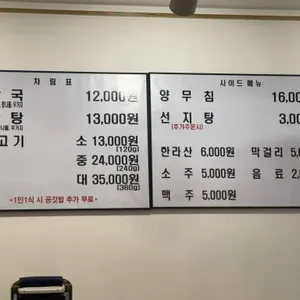 차 림 표
국 12,000원
탕 13,000원
고 기 소 13,000원
(120g)
중 24,000원
(240g)
대 35,000원
(360g)
*1인1식 시 공깃밥 추가 무료*
사이드 메뉴
양 무 침 16,00
선 지 탕 3,00
(추가주문시)
한라산 6,000원 막걸리 5,00
소 주 5,000원 음 료 2,00
맥 주 5,000원